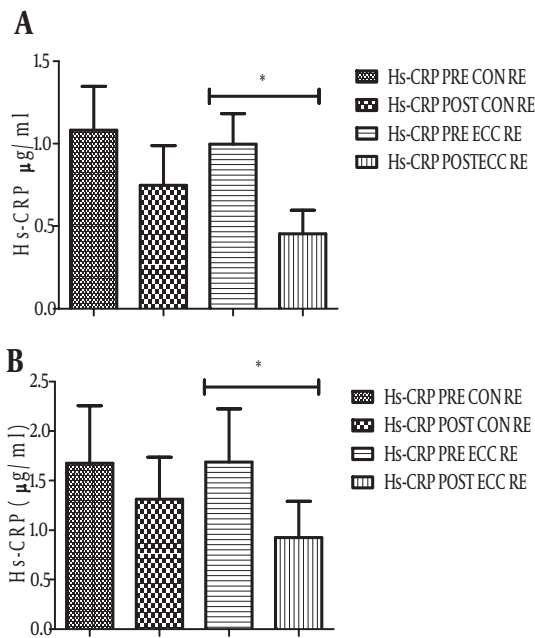 A
Hs-CRP μg/ml
1.5
1.0
0.5
0.0
*
Hs-CRP PRE CON RE
Hs-CRP POST CON RE
Hs-CRP PRE ECC RE
Hs-CRP POST ECC RE
B
Hs-CRP (μg/ml)
2.5
2.0
1.5
1.0
0.5
0.0
*
Hs-CRP PRE CON RE
Hs-CRP POST CON RE
Hs-CRP PRE ECC RE
Hs-CRP POST ECC RE